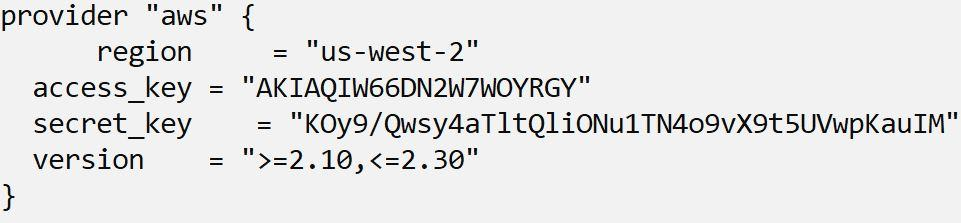 provider "aws" {
      region     = "us-west-2"
  access_key = "AKIAQIW66DN2W7WOYRGY"
  secret_key    = "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"
  version    = ">=2.10,<=2.30"
}